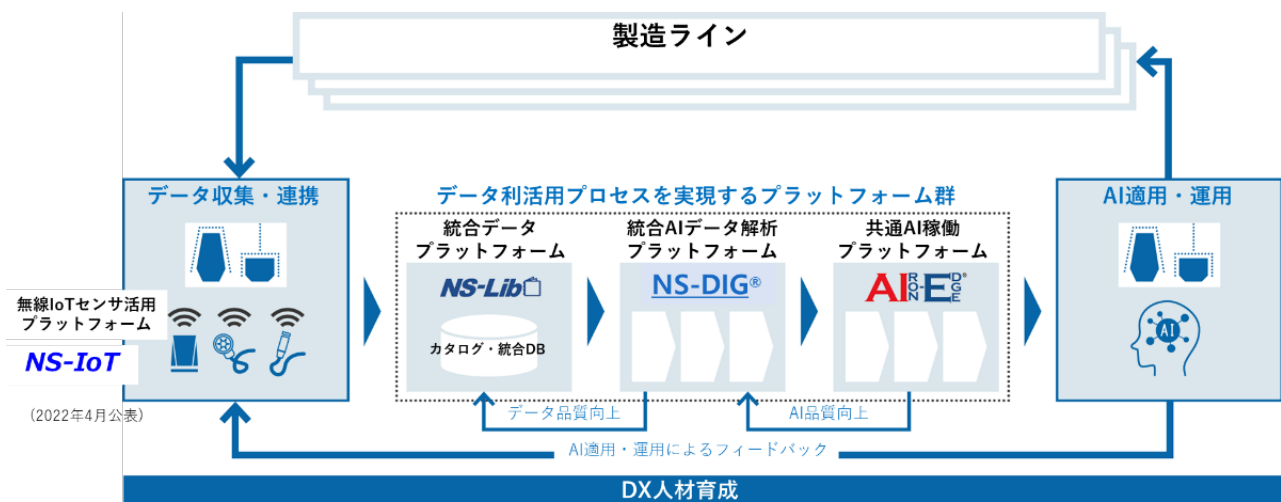 製造ライン
データ収集・連携
無線IoTセンサ活用
プラットフォーム
NS-IoT
（2022年4月公表）
データ利活用プロセスを実現するプラットフォーム群
統合データ
プラットフォーム
NS-Lib
カタログ・統合DB
統合AIデータ解析
プラットフォーム
NS-DIG®
共通AI稼働
プラットフォーム
AIRON-EDGE®
AI適用・運用
AI
データ品質向上
AI品質向上
AI適用・運用によるフィードバック
DX人材育成